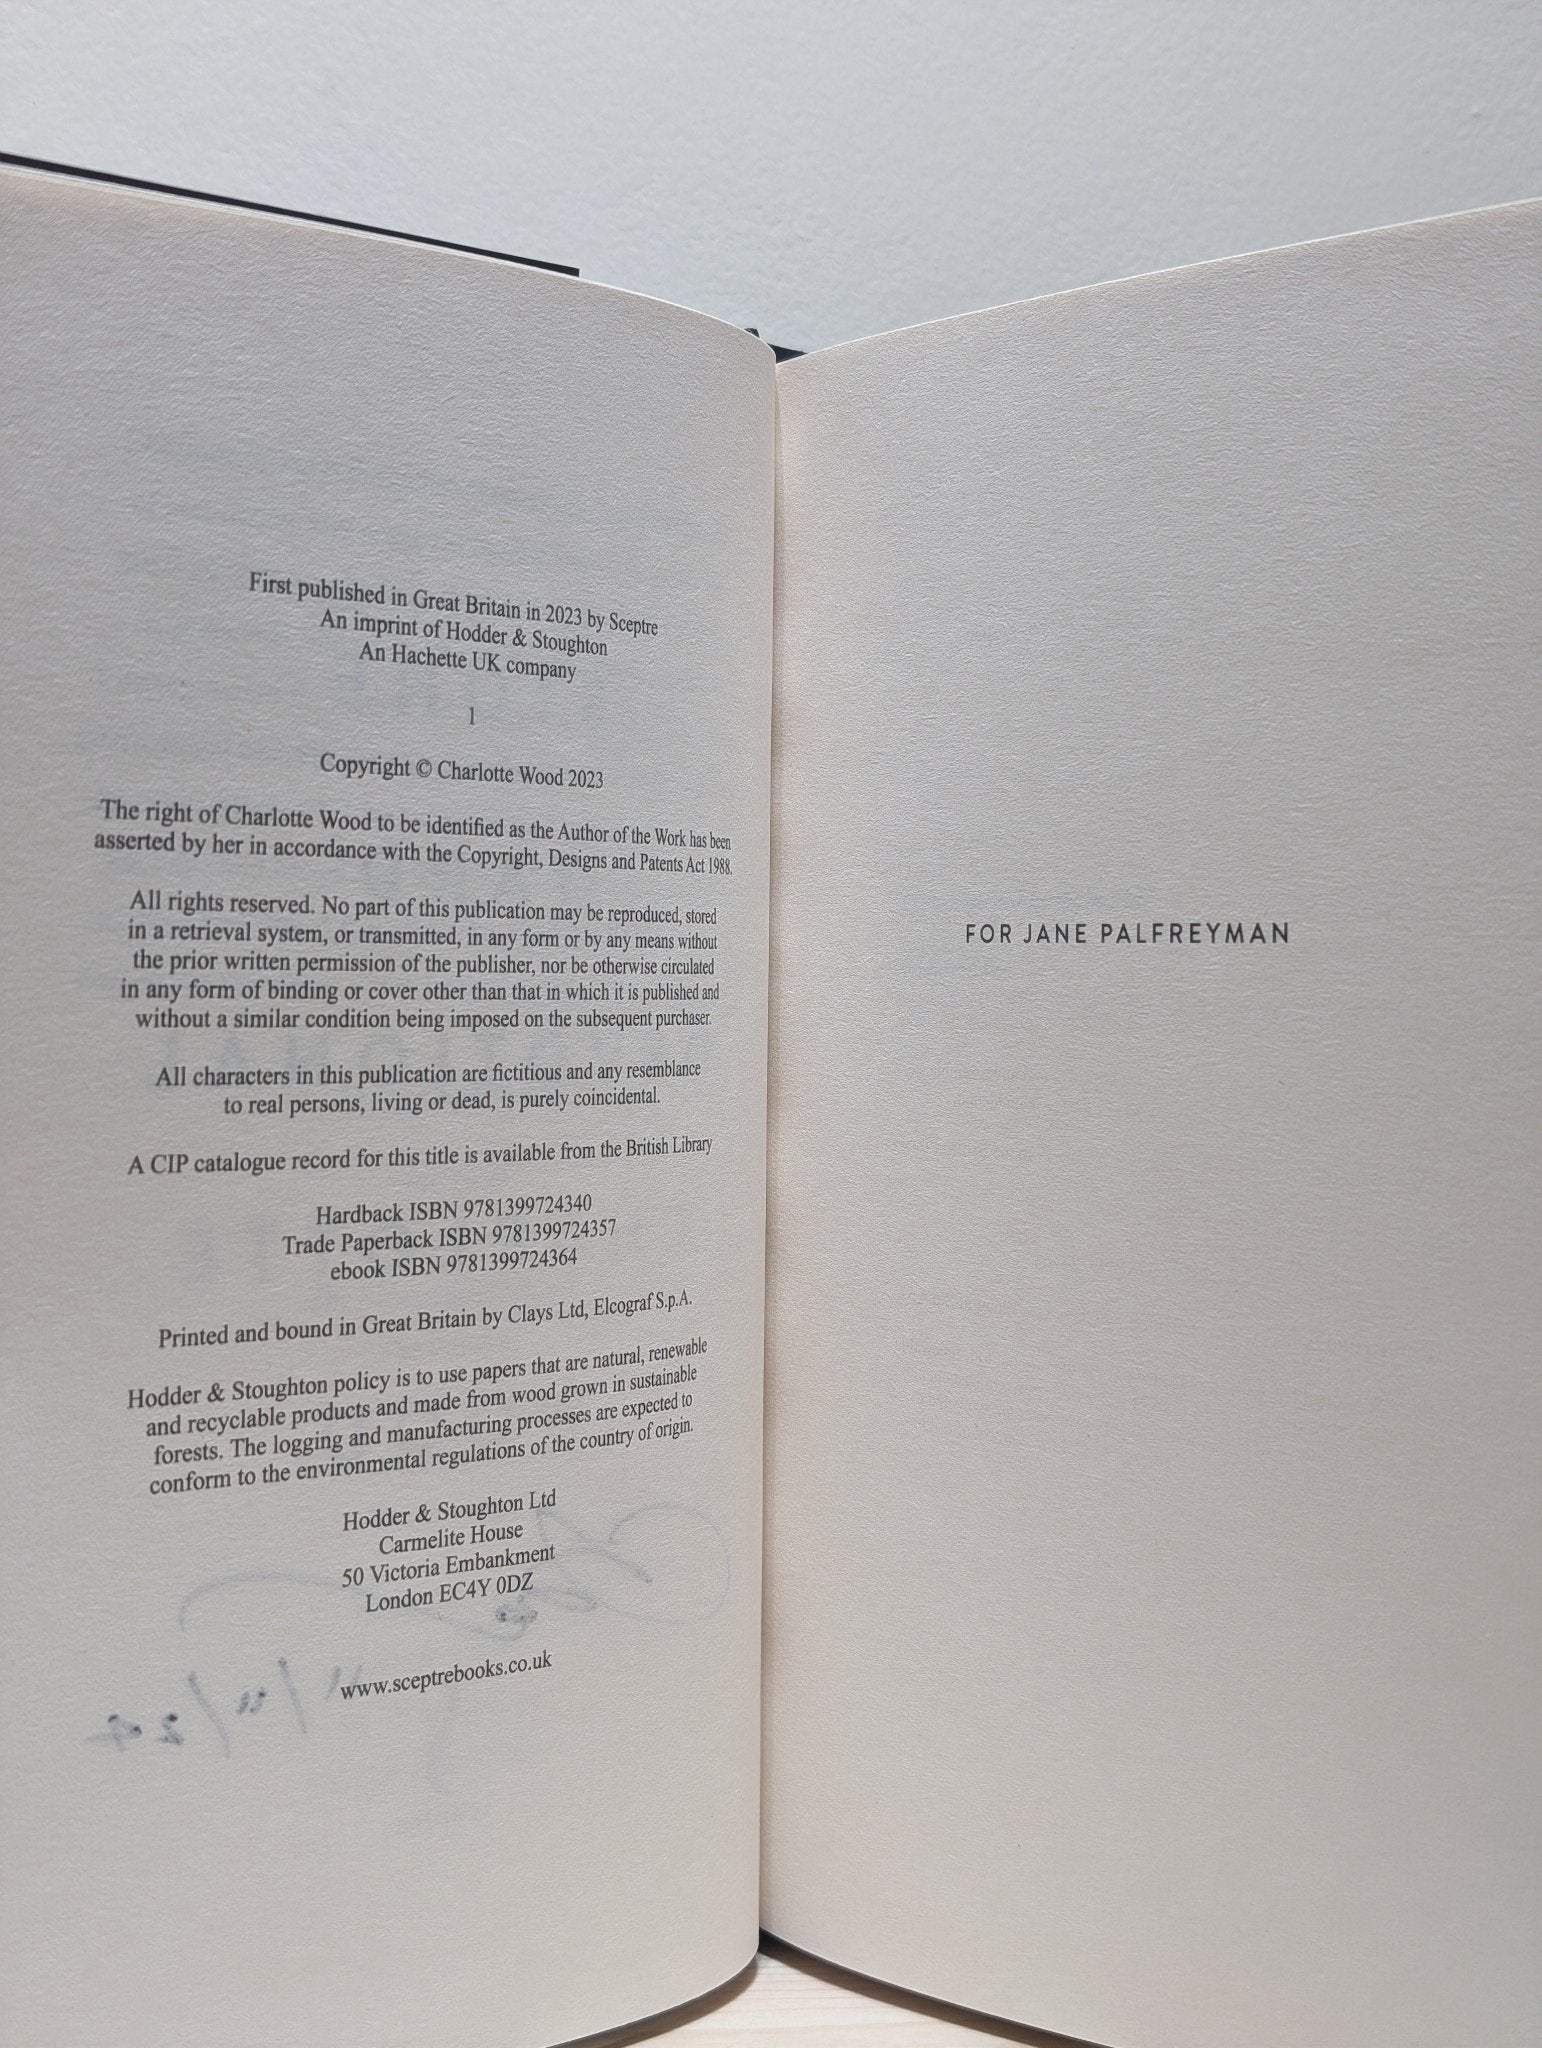 First published in Great Britain in 2023 by Sceptre
An imprint of Hodder & Stoughton
An Hachette UK company
1
Copyright © Charlotte Wood 2023
The right of Charlotte Wood to be identified as the Author of the Work has been
asserted by her in accordance with the Copyright, Designs and Patents Act 1988.
All rights reserved. No part of this publication may be reproduced, stored
in a retrieval system, or transmitted, in any form or by any means without
the prior written permission of the publisher, nor be otherwise circulated
in any form of binding or cover other than that in which it is published and
without a similar condition being imposed on the subsequent purchaser.
All characters in this publication are fictitious and any resemblance
to real persons, living or dead, is purely coincidental.
A CIP catalogue record for this title is available from the British Library
Hardback ISBN 9781399724340
Trade Paperback ISBN 9781399724357
ebook ISBN 9781399724364
Printed and bound in Great Britain by Clays Ltd, Elcograf S.p.A.
Hodder & Stoughton policy is to use papers that are natural, renewable
and recyclable products and made from wood grown in sustainable
forests. The logging and manufacturing processes are expected to
conform to the environmental regulations of the country of origin.
Hodder & Stoughton Ltd
Carmelite House
50 Victoria Embankment
London EC4Y 0DZ
www.sceptrebooks.co.uk
FOR JANE PALFREYMAN